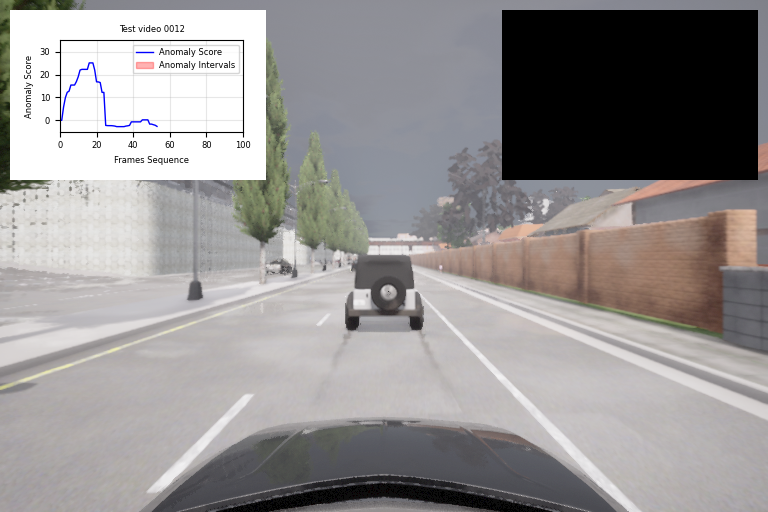 Test video 0012
Anomaly Score
Anomaly Intervals
30
20
10
0
Anomaly Score
0 20 40 60 80 100
Frames Sequence